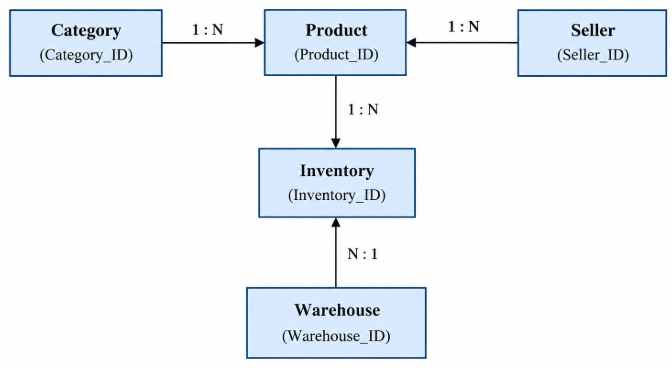 Category
(Category_ID)
1 : N
Product
(Product_ID)
1 : N
Seller
(Seller_ID)
1 : N
Inventory
(Inventory_ID)
N : 1
Warehouse
(Warehouse_ID)